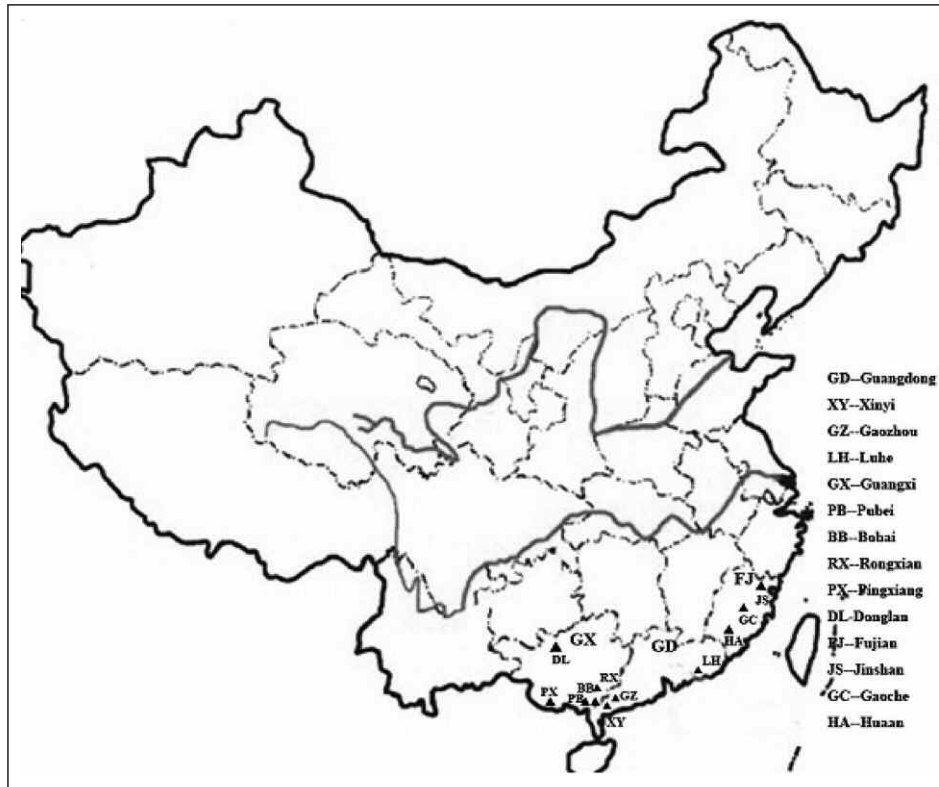 GD--Guangdong
XY--Xinyi
GZ--Gaozhou
LH--Luhe
GX--Guangxi
PB--Pubei
BB--Bobai
RX--Rongxian
PX--Pingxiang
DL--Donglan
FJ--Fujian
JS--Jinshan
GC--Gaoche
HA--Huaan
FJ
JS
GC
HA
GX
GD
DL
LH
RX
BB
PX
PB
GZ
XY